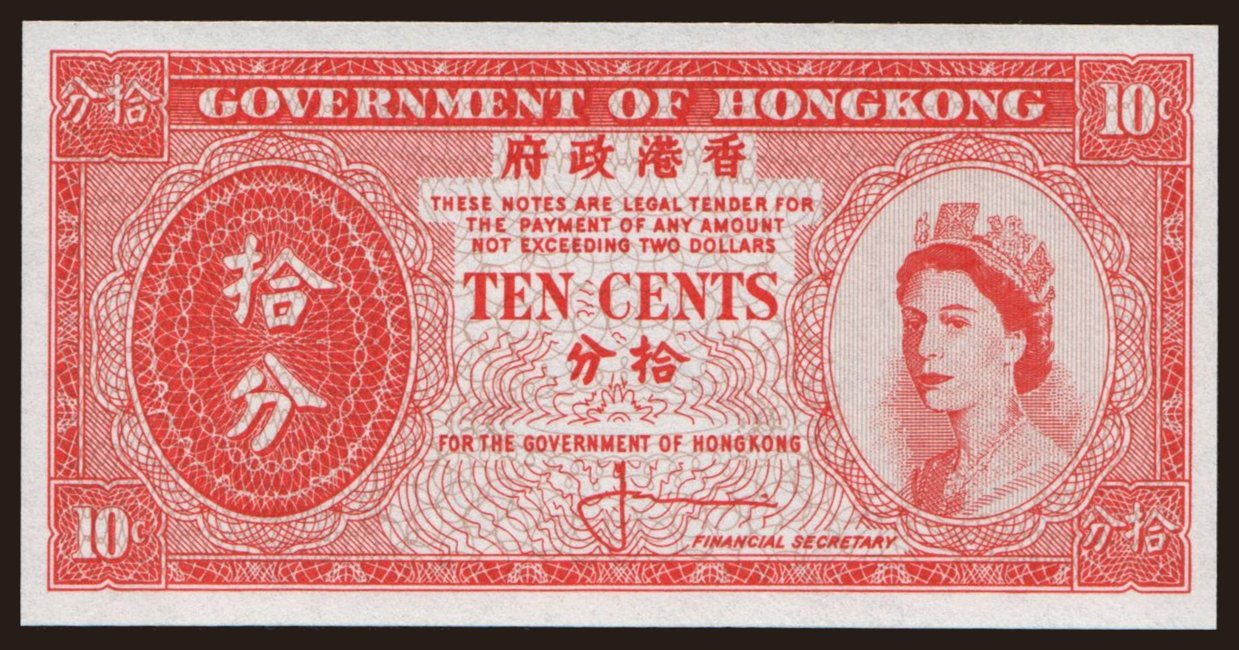 分拾
GOVERNMENT OF HONGKONG
10c
府政港香
THESE NOTES ARE LEGAL TENDER FOR
THE PAYMENT OF ANY AMOUNT
NOT EXCEEDING TWO DOLLARS
TEN CENTS
分拾
拾
分
FOR THE GOVERNMENT OF HONGKONG
FINANCIAL SECRETARY
10c
分拾